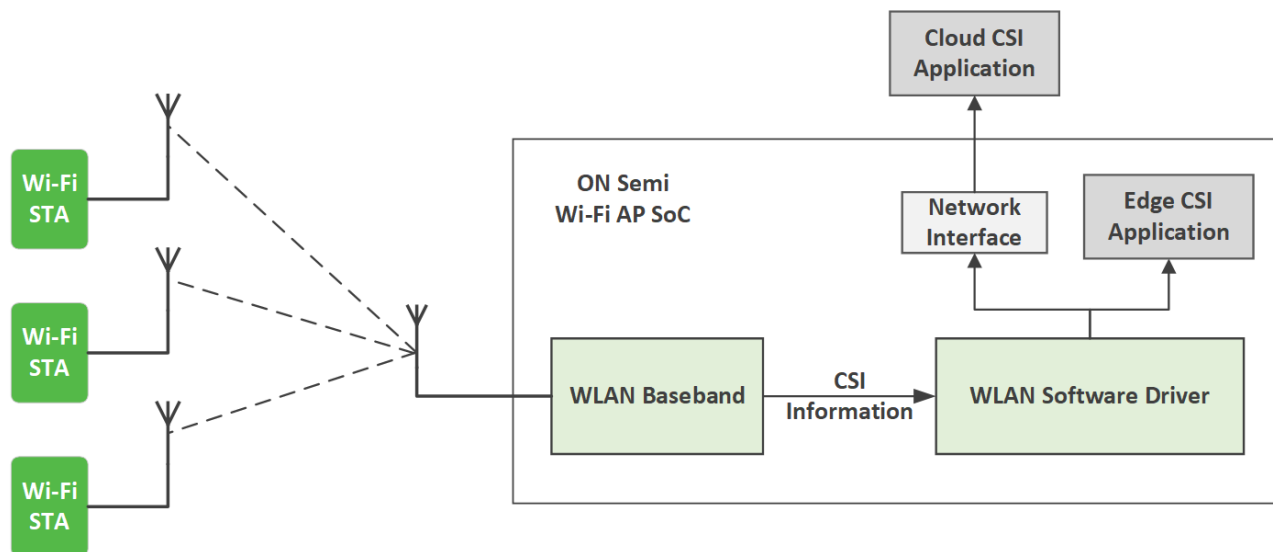 Cloud CSI
Application
ON Semi
Wi-Fi AP SoC
Network
Interface
Edge CSI
Application
Wi-Fi
STA
Wi-Fi
STA
Wi-Fi
STA
WLAN Baseband
CSI
Information
WLAN Software Driver